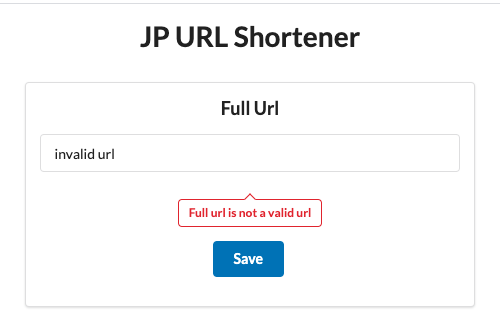 JP URL Shortener
Full Url
invalid url
Full url is not a valid url
Save